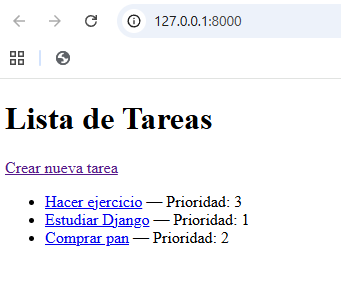 127.0.0.1:8000
Lista de Tareas
Crear nueva tarea
Hacer ejercicio — Prioridad: 3
Estudiar Django — Prioridad: 1
Comprar pan — Prioridad: 2